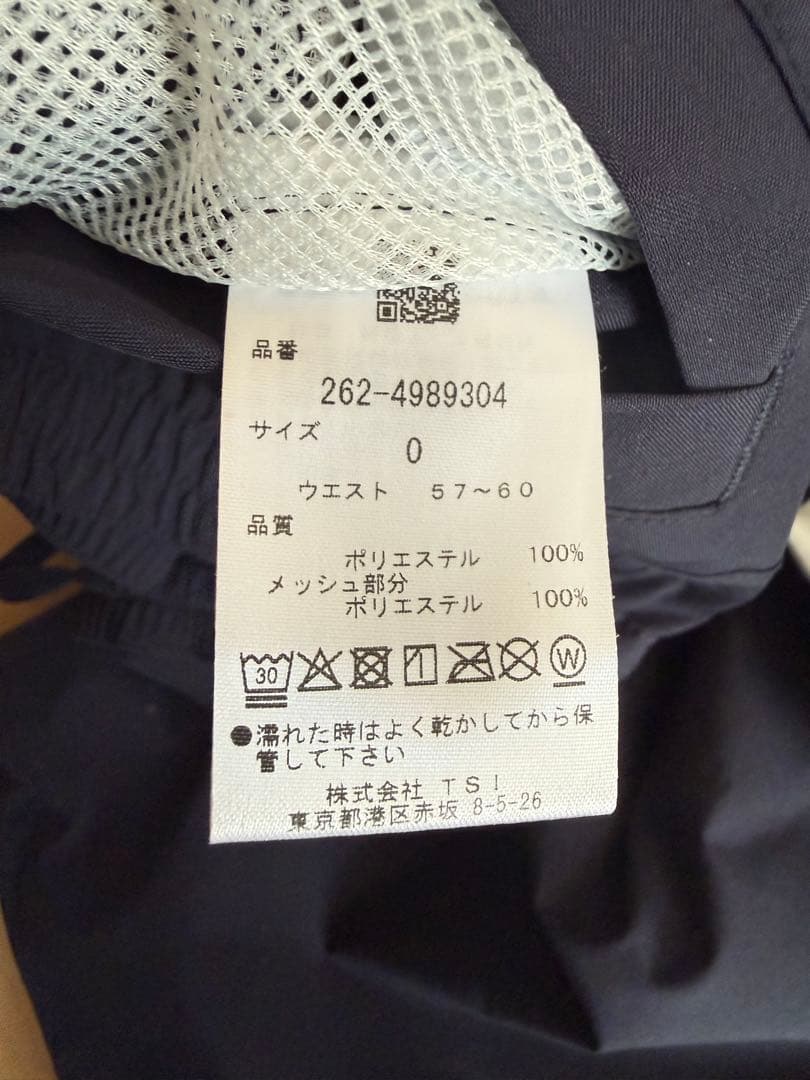 品番
262-4989304
サイズ
0
ウエスト 57～60
品質
ポリエステル 100%
メッシュ部分
ポリエステル 100%
30 W
●濡れた時はよく乾かしてから保
管して下さい
株式会社 TSI
東京都港区赤坂 8-5-26